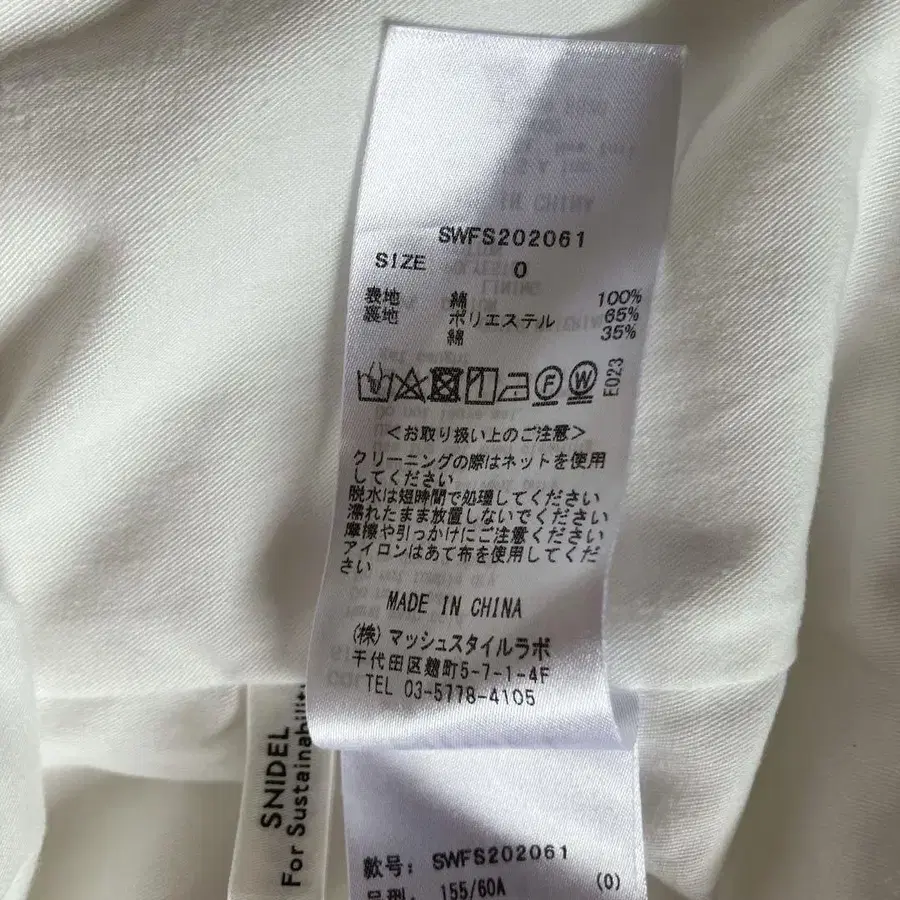 SWFS202061
SIZE 0
表地 綿 100%
裏地 ポリエステル 65%
綿 35%
F W E023
<お取り扱い上のご注意>
クリーニングの際はネットを使用
してください
脱水は短時間で処理してください
濡れたまま放置しないでください
摩擦や引っかけにご注意ください
アイロンはあて布を使用してくだ
さい
MADE IN CHINA
(株)マッシュスタイルラボ
千代田区麹町5-7-1-4F
TEL 03-5778-4105
SNIDEL
For Sustainability
款号: SWFS202061
号型: 155/60A (0)